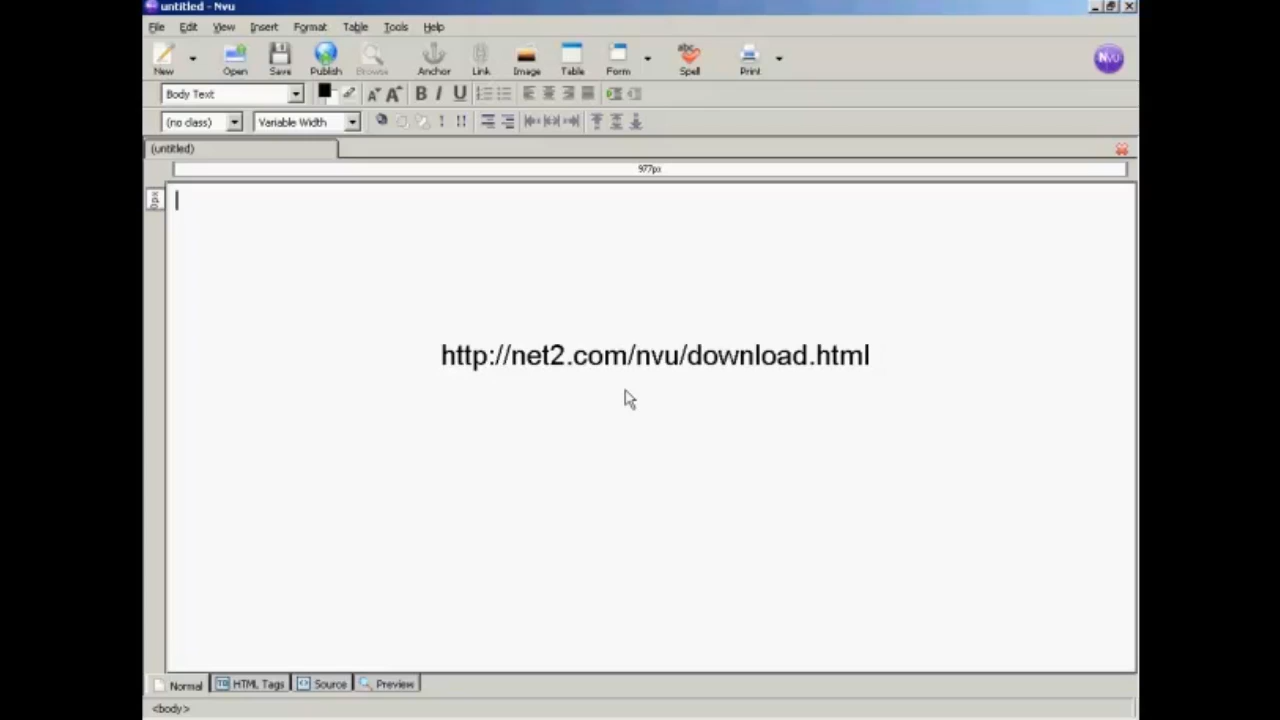 untitled - Nvu
File Edit View Insert Format Table Tools Help
New Open Save Publish Browse Anchor Link Image Table Form Spell Print
Nvu
Body Text
(no class) Variable Width
(untitled)
977px
0px
http://net2.com/nvu/download.html
Normal HTML Tags Source Preview
<body>